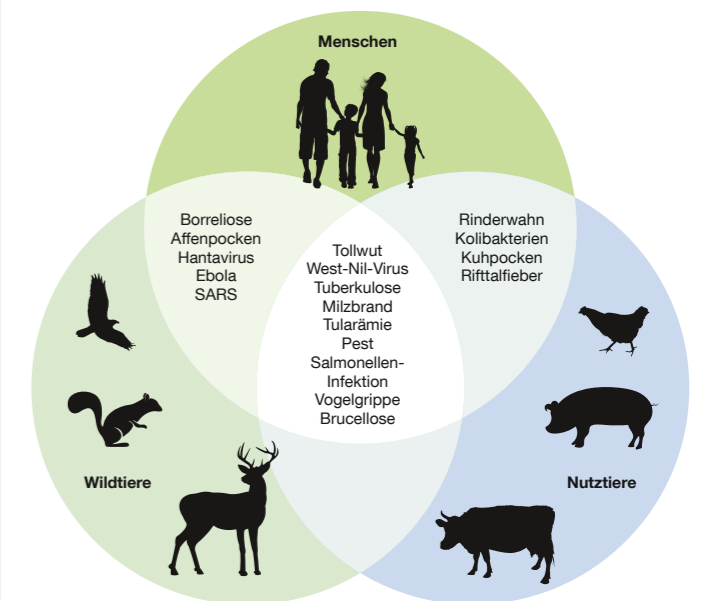 Menschen
Borreliose
Affenpocken
Hantavirus
Ebola
SARS
Tollwut
West-Nil-Virus
Tuberkulose
Milzbrand
Tularämie
Pest
Salmonellen-
Infektion
Vogelgrippe
Brucellose
Rinderwahn
Kolibakterien
Kuhpocken
Rifttalfieber
Wildtiere
Nutztiere